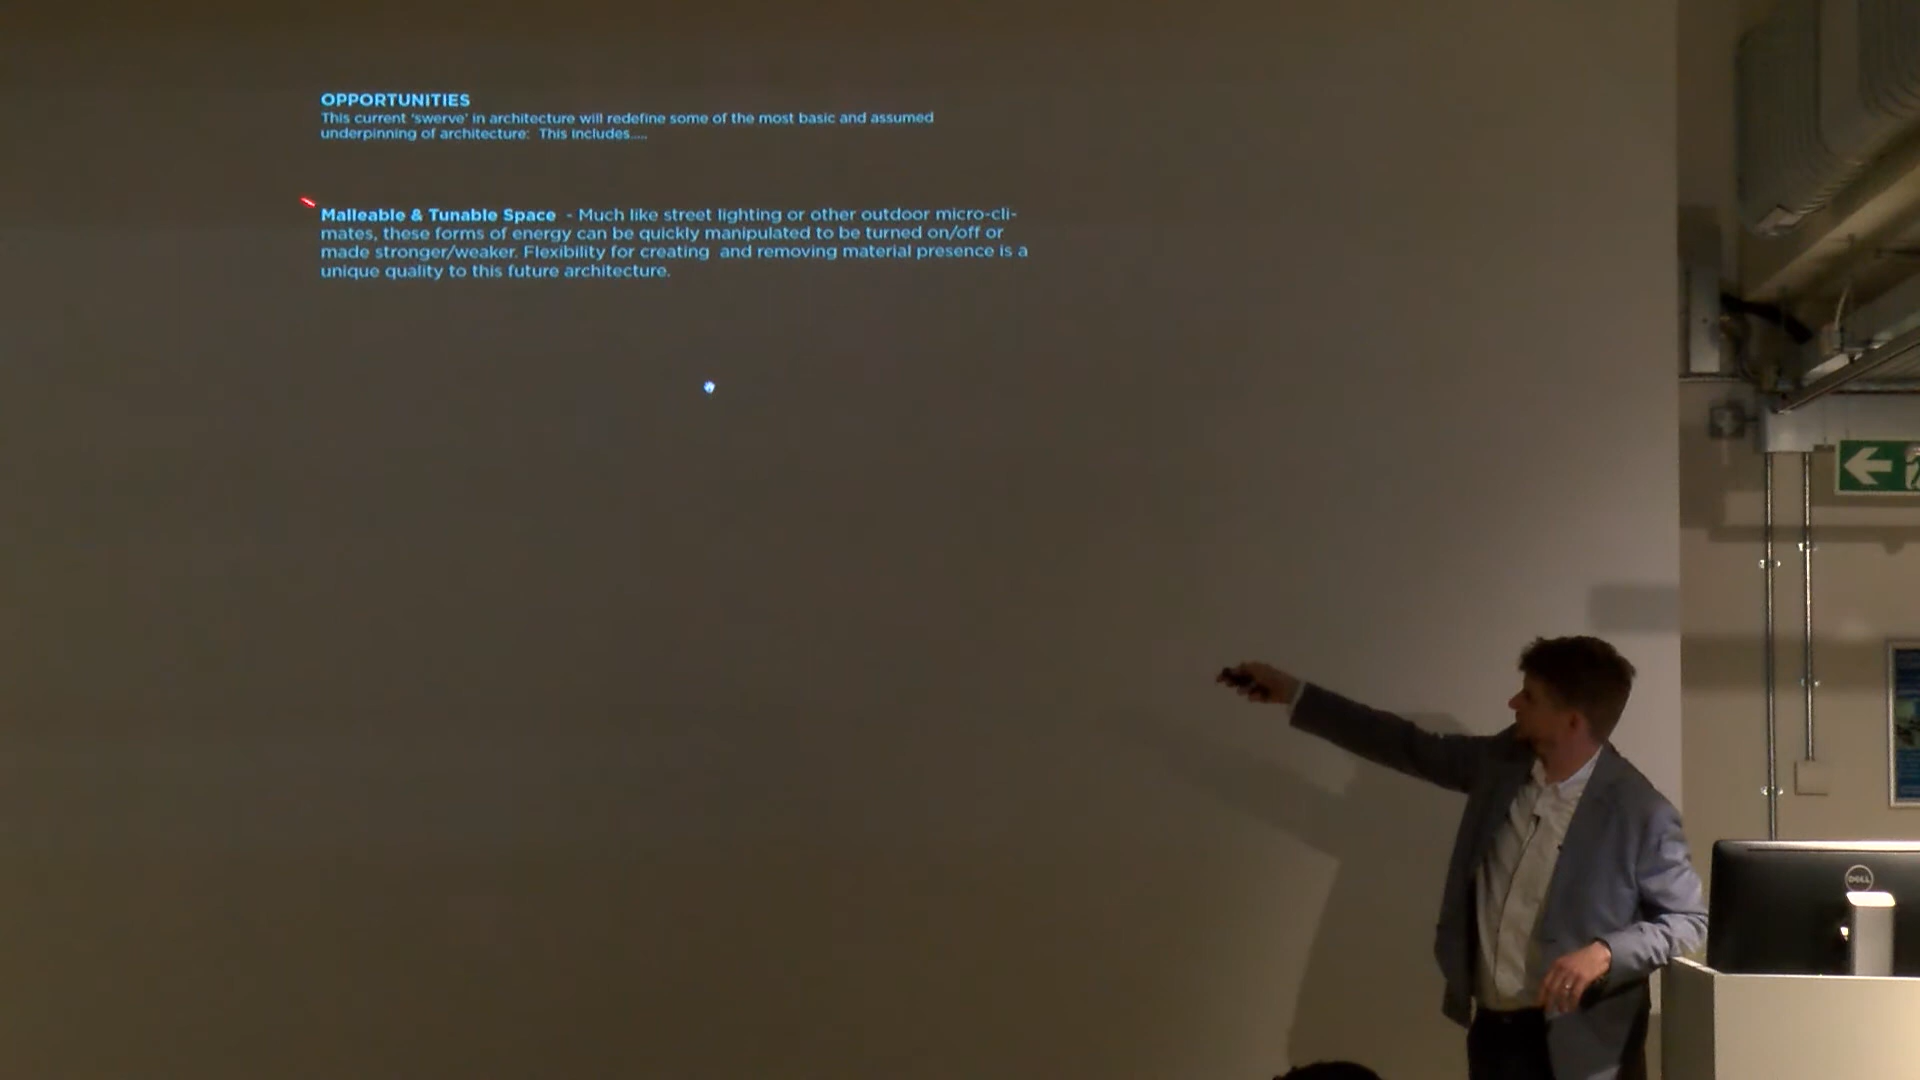 OPPORTUNITIES
This current 'swerve' in architecture will redefine some of the most basic and assumed
underpinning of architecture:  This includes.....
Malleable & Tunable Space  - Much like street lighting or other outdoor micro-cli-
mates, these forms of energy can be quickly manipulated to be turned on/off or
made stronger/weaker. Flexibility for creating  and removing material presence is a
unique quality to this future architecture.
DELL